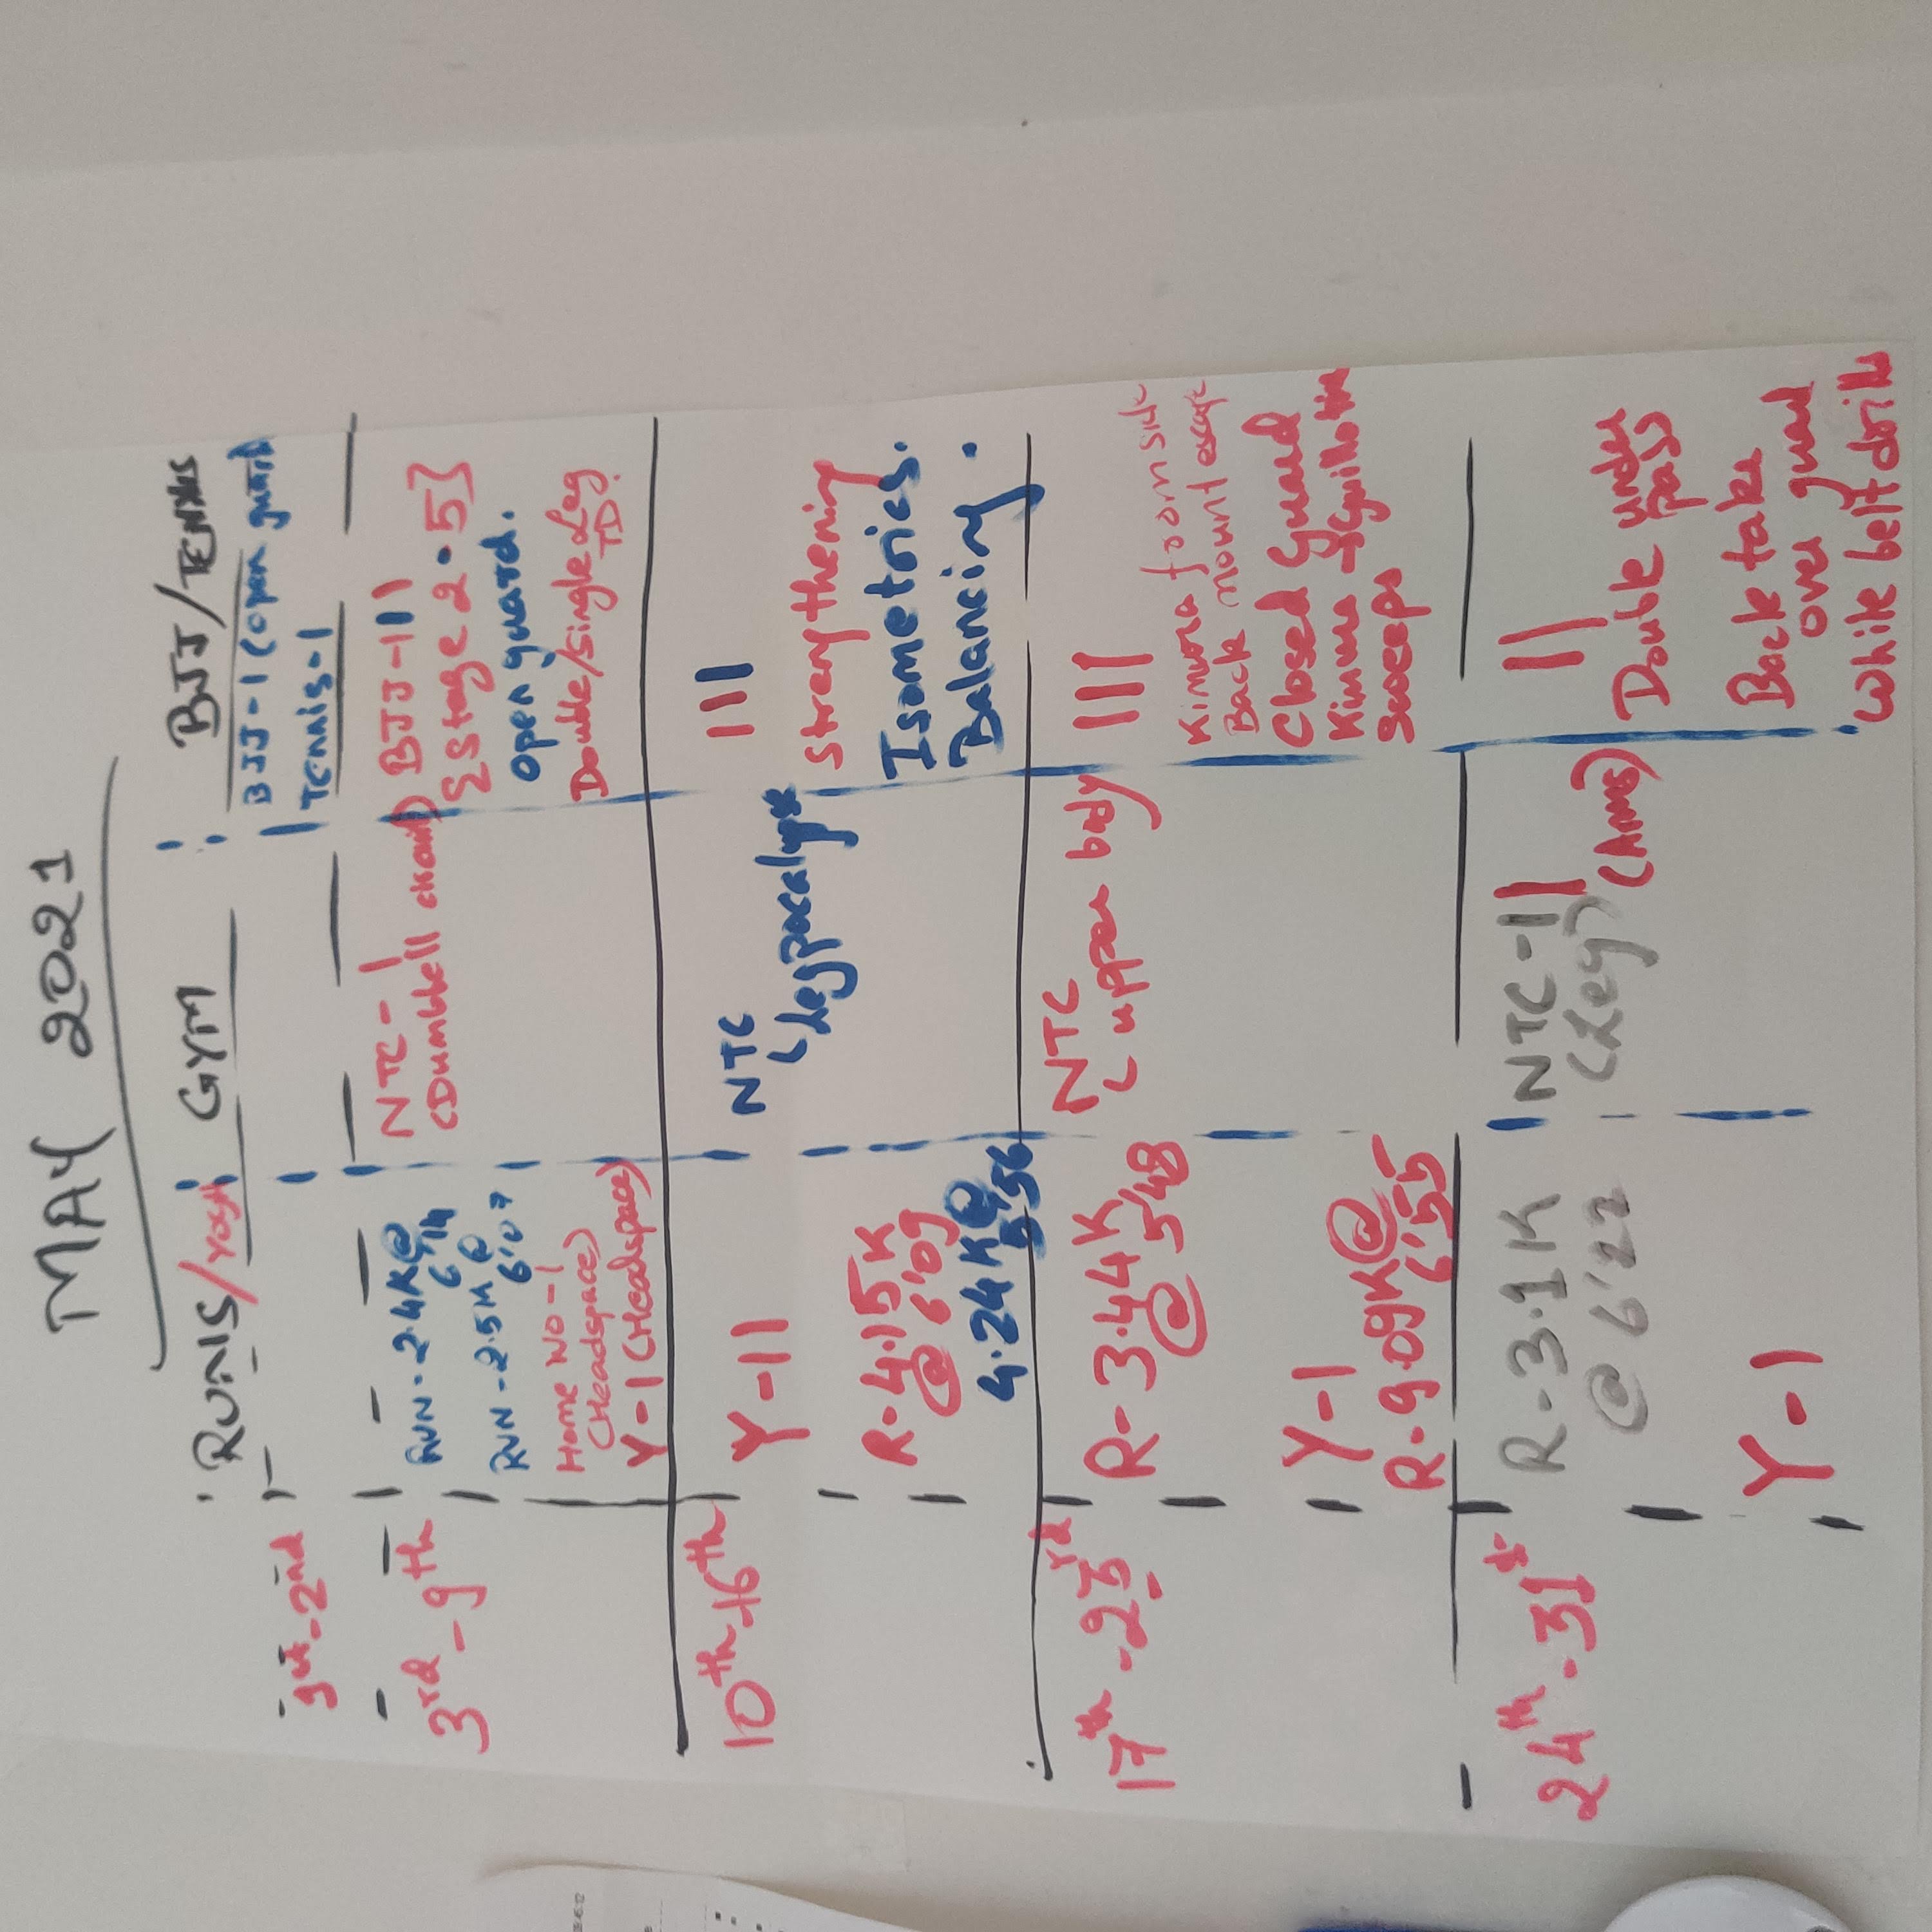 MAY 2021
RUNS/YOGA GYM BJJ/TENNIS
1st-2nd
BJJ-1 (open guard
Tennis-1
3rd-9th
RUN-2.4K@
6'14
RUN-2.5K@
6'07
Home WO-1
(Headspace)
Y-1 (Headspace)
NTC-1
(Dumbbell circuit)
BJJ-111
{Stage 2.5}
open guard.
Double/Single Leg
TD.
10th-16th
Y-11
R-4.15K
@ 6'09
4.24K@
5'56
NTC
Legpocalypse
III
Strengthening
Isometrics.
Balancing.
17th-23rd
R-3.44K
@ 5'48
Y-1
R-9.09K@
6'55
NTC
(upper body
III
Kimura from side
Back mount escape
Closed Guard
Kimura → Guillotine
Sweeps
24th-31st
R-3.1K
@ 6'22
Y-1
NTC-11
(Leg)
(Arms)
II
Double under
pass
Back take
over guard
White belt drills